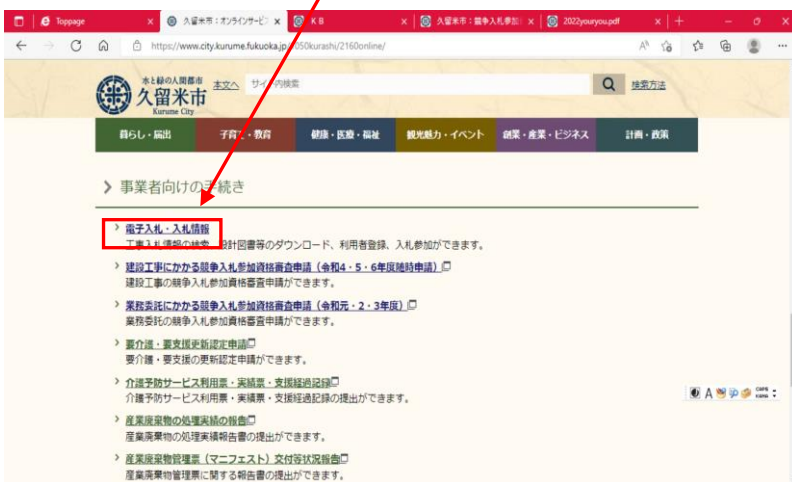 Toppage
久留米市：オンラインサービ
K B
久留米市：競争入札参加
2022youryou.pdf
https://www.city.kurume.fukuoka.jp/1050kurashi/2160online/
水と緑の人間都市
久留米市
Kurume City
本文へ
サイト内検索
検索方法
暮らし・届出
子育て・教育
健康・医療・福祉
観光魅力・イベント
創業・産業・ビジネス
計画・政策
事業者向けの手続き
電子入札・入札情報
工事入札情報の検索、設計図書等のダウンロード、利用者登録、入札参加ができます。
建設工事にかかる競争入札参加資格審査申請（令和4・5・6年度随時申請）
建設工事の競争入札参加資格審査申請ができます。
業務委託にかかる競争入札参加資格審査申請（令和元・2・3年度）
業務委託の競争入札参加資格審査申請ができます。
要介護・要支援更新認定申請
要介護・要支援の更新認定申請ができます。
介護予防サービス利用票・実績票・支援経過記録
介護予防サービス利用票・実績票・支援経過記録の提出ができます。
産業廃棄物の処理実績の報告
産業廃棄物の処理実績報告書の提出ができます。
産業廃棄物管理票（マニフェスト）交付等状況報告
産業廃棄物管理票に関する報告書の提出ができます。
A
CAPS
KANA